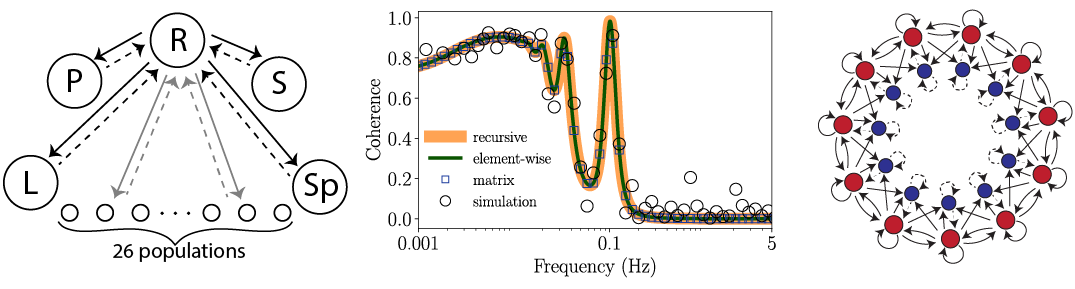 R
P
S
L
Sp
26 populations
Coherence
1.0
0.8
0.6
0.4
0.2
0.0
recursive
element-wise
matrix
simulation
0.001
0.1
5
Frequency (Hz)